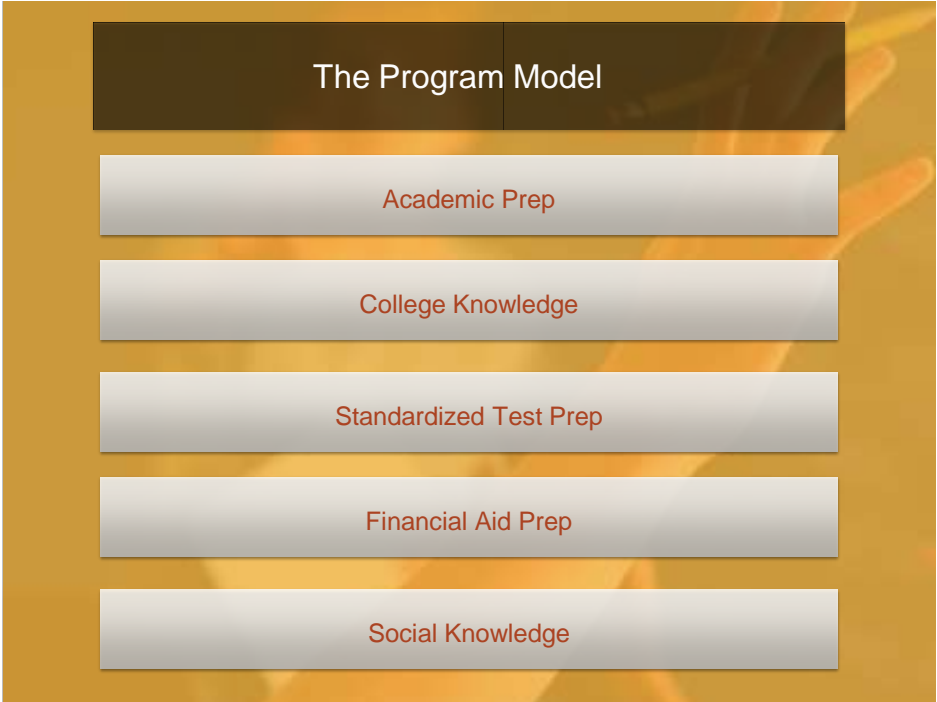 The Program Model
Academic Prep
College Knowledge
Standardized Test Prep
Financial Aid Prep
Social Knowledge